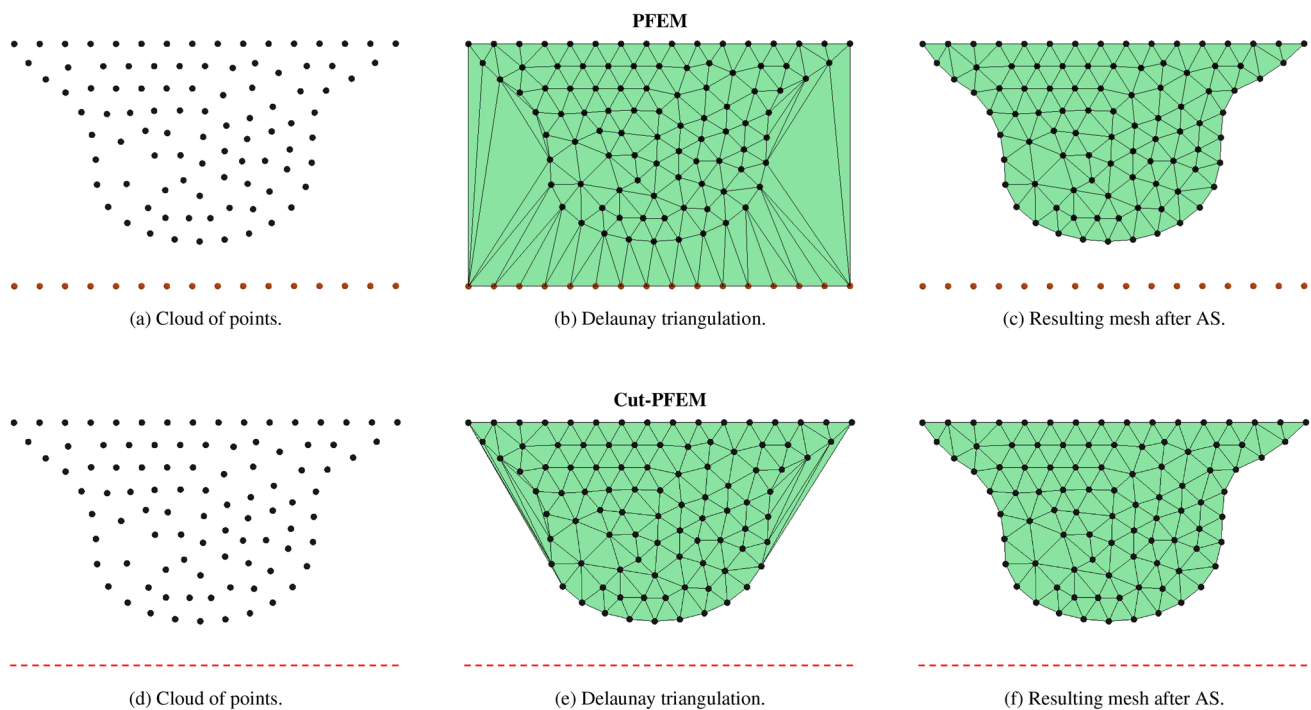 PFEM
(a) Cloud of points.
(b) Delaunay triangulation.
(c) Resulting mesh after AS.
Cut-PFEM
(d) Cloud of points.
(e) Delaunay triangulation.
(f) Resulting mesh after AS.